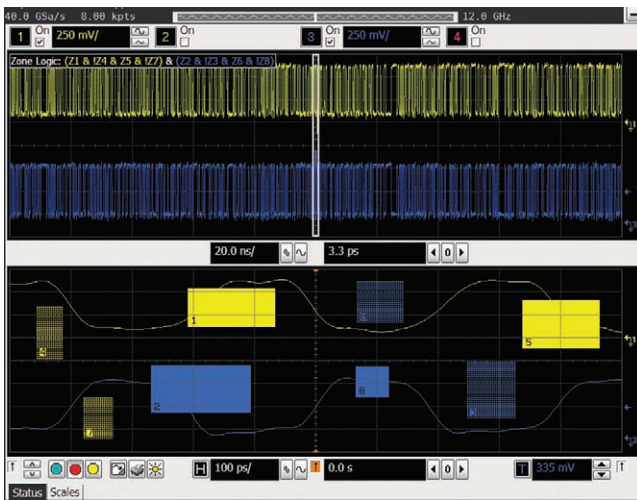 40.0 GSa/s 8.00 kpts 12.0 GHz
1 On 250 mV/ 2 On 3 On 250 mV/ 4 On
Zone Logic: (Z1 & !Z4 & Z5 & !Z7) & (Z2 & !Z3 & Z6 & !Z8)
20.0 ns/ 3.3 ps 0
1
5
6
2
H 100 ps/ T 0.0 s 0 T 335 mV
Status Scales